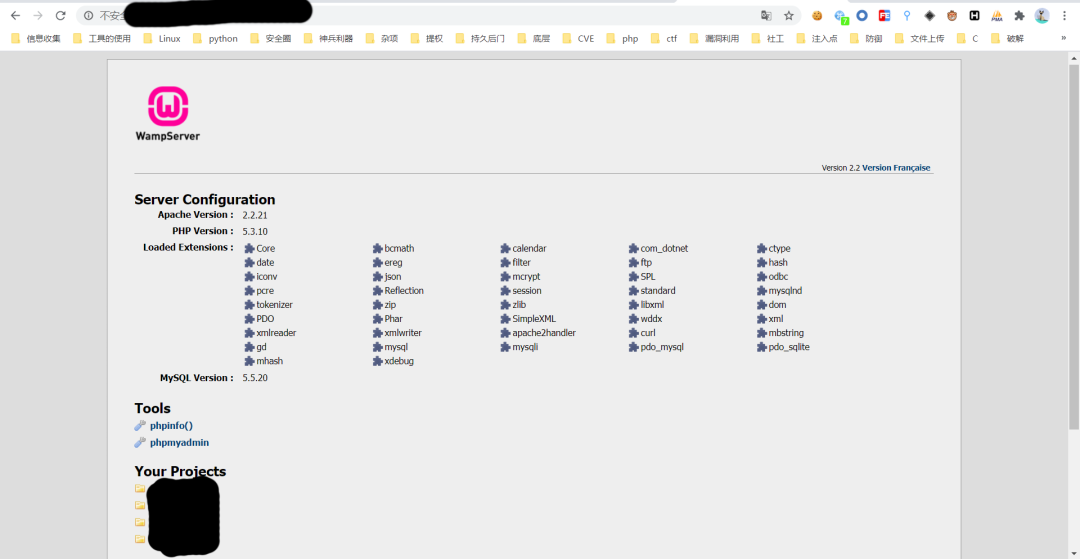 不安全
信息收集 工具的使用 Linux python 安全圈 神兵利器 杂项 提权 持久后门 底层 CVE php ctf 漏洞利用 社工 注入点 防御 文件上传 C 破解 »
WampServer
Version 2.2 Version Française
Server Configuration
Apache Version : 2.2.21
PHP Version : 5.3.10
Loaded Extensions : Core bcmath calendar com_dotnet ctype
date ereg filter ftp hash
iconv json mcrypt SPL odbc
pcre Reflection session standard mysqlnd
tokenizer zip zlib libxml dom
PDO Phar SimpleXML wddx xml
xmlreader xmlwriter apache2handler curl mbstring
gd mysql mysqli pdo_mysql pdo_sqlite
mhash xdebug
MySQL Version : 5.5.20
Tools
phpinfo()
phpmyadmin
Your Projects